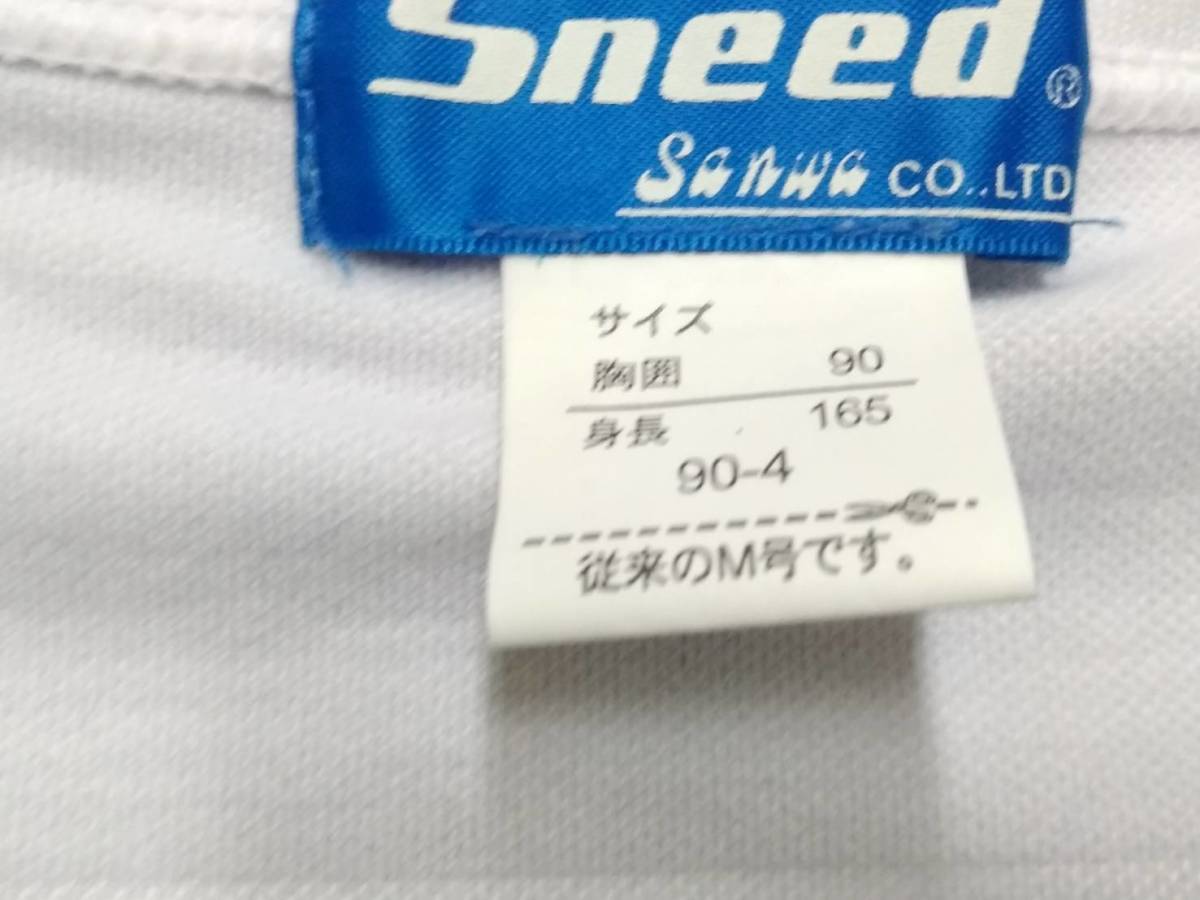 Sneed ®
Sanwa CO.,LTD
サイズ
胸囲 90
身長 165
90-4
従来のM号です。